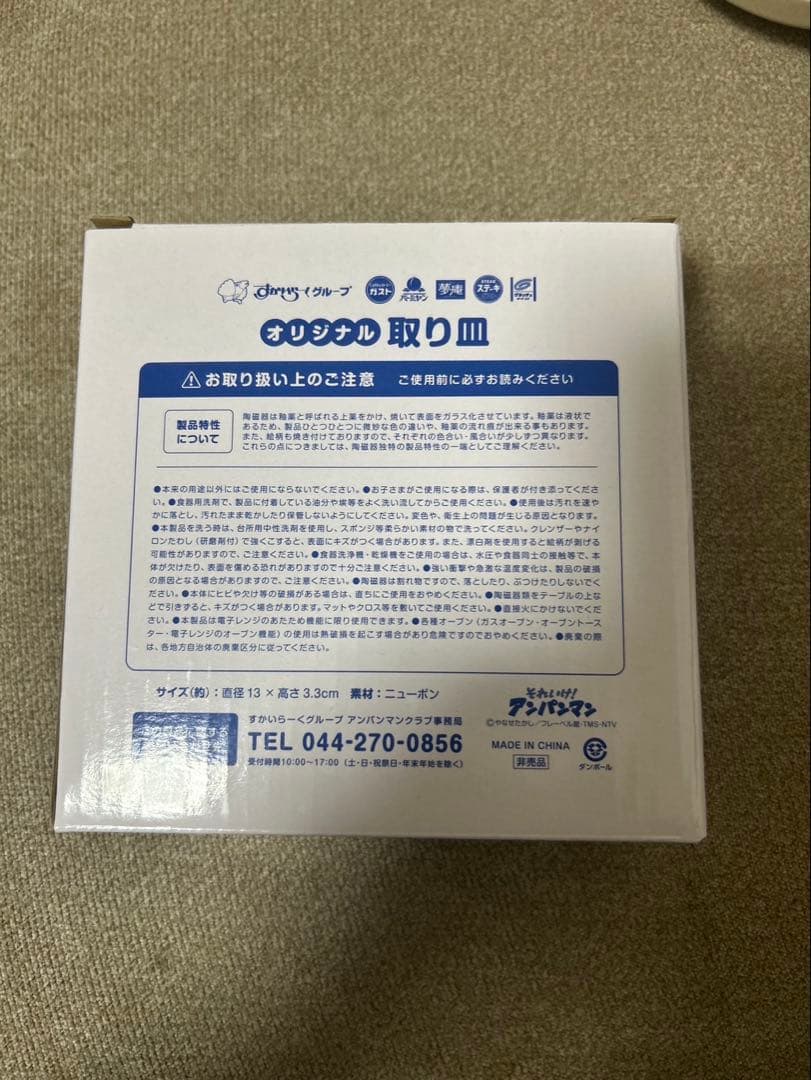 すかいらーくグループ ガスト バーミヤン 夢庵 STEAK ステーキ グラッチェ
オリジナル 取り皿
お取り扱い上のご注意 ご使用前に必ずお読みください
製品特性
について
陶磁器は釉薬と呼ばれる上薬をかけ、焼いて表面をガラス化させています。釉薬は液状で
あるため、製品ひとつひとつに微妙な色の違いや、釉薬の流れ痕が出来る事もあります。
また、絵柄も焼き付けておりますので、それぞれの色合い・風合いが少しずつ異なります。
これらの点につきましては、陶磁器独特の製品特性の一端としてご理解ください。
●本来の用途以外にはご使用にならないでください。●お子さまがご使用になる際は、保護者が付き添ってくださ
い。●食器用洗剤で、製品に付着している油分や埃等をよく洗い流してからご使用ください。●使用後は汚れを速や
かに落とし、汚れたまま乾かしたり保管しないようにしてください。変色や、衛生上の問題が生じる原因となります。
●本製品を洗う時は、台所用中性洗剤を使用し、スポンジ等柔らかい素材の物で洗ってください。クレンザーやナイ
ロンたわし（研磨剤付）で強くこすると、表面にキズがつく場合があります。また、漂白剤を使用すると絵柄が剥げる
可能性がありますので、ご注意ください。●食器洗浄機・乾燥機をご使用の場合は、水圧や食器同士の接触等で、本
体が欠けたり、表面を傷める恐れがありますので十分ご注意ください。●強い衝撃や急激な温度変化は、製品の破損
の原因となる場合がありますので、ご注意ください。●陶磁器は割れ物ですので、落としたり、ぶつけたりしないでく
ださい。●本体にヒビや欠け等の破損がある場合は、直ちにご使用をおやめください。●陶磁器類をテーブルの上な
どで引きずると、キズがつく場合があります。マットやクロス等を敷いてご使用ください。●直接火にかけないでくだ
さい。●本製品は電子レンジのあたため機能に限り使用できます。●各種オーブン（ガスオーブン・オーブントース
ター・電子レンジのオーブン機能）の使用は熱破損を起こす場合があり危険ですのでおやめください。●廃棄の際
は、各地方自治体の廃棄区分に従ってください。
サイズ（約）：直径13×高さ3.3cm 素材：ニューボン
すかいらーくグループ アンパンマンクラブ事務局
TEL 044-270-0856
受付時間10:00〜17:00（土・日・祝祭日・年末年始を除く）
それいけ！
アンパンマン
©やなせたかし／フレーベル館・TMS・NTV
MADE IN CHINA
非売品
ダンボール